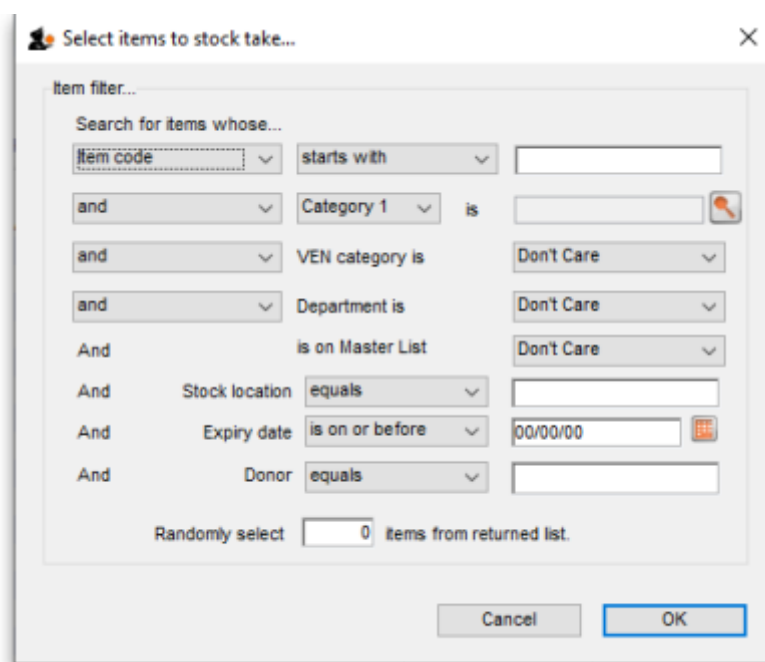 Select items to stock take...
Item filter...
Search for items whose...
Item code starts with
and Category 1 is
and VEN category is Don't Care
and Department is Don't Care
And is on Master List Don't Care
And Stock location equals
And Expiry date is on or before 00/00/00
And Donor equals
Randomly select 0 items from returned list.
Cancel OK